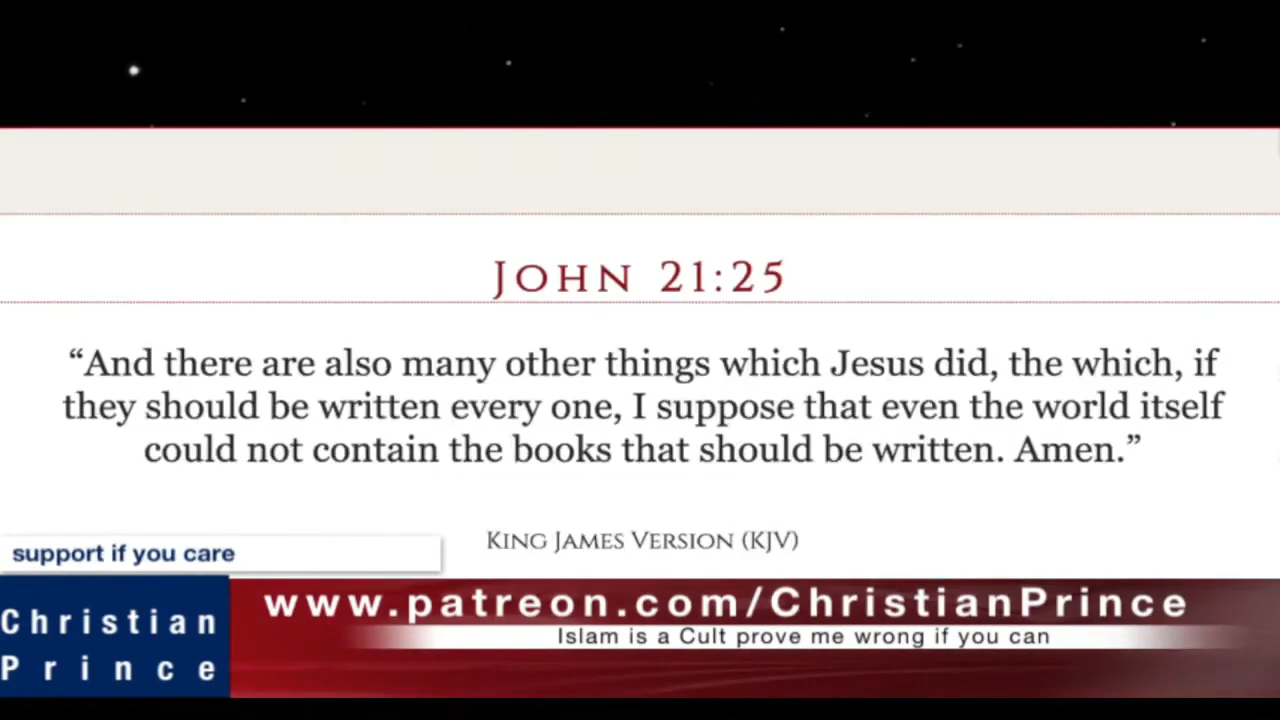 John 21:25
“And there are also many other things which Jesus did, the which, if
they should be written every one, I suppose that even the world itself
could not contain the books that should be written. Amen.”
King James Version (KJV)
support if you care
Christian
Prince
www.patreon.com/ChristianPrince
Islam is a Cult prove me wrong if you can